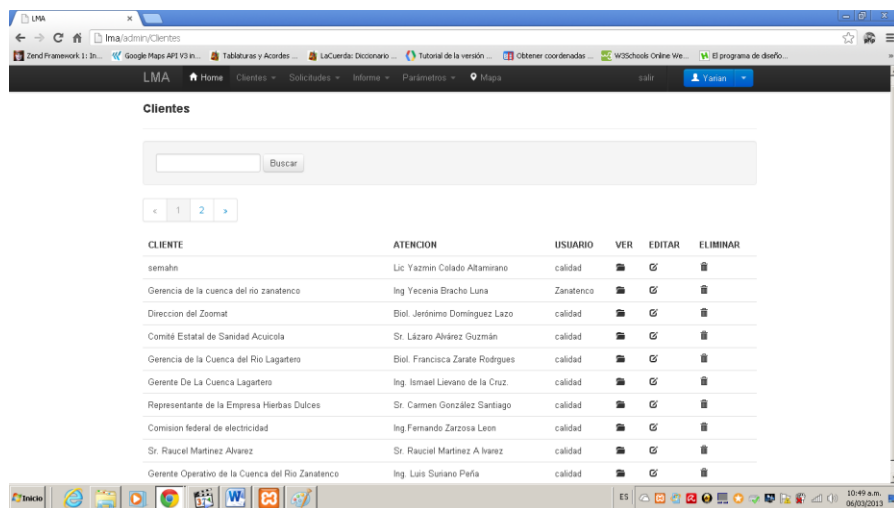 LMA
lma/admin/Clientes
Zend Framework 1: In... Google Maps API V3 in... Tablaturas y Acordes ... LaCuerda: Diccionario ... Tutorial de la versión ... Obtener coordenadas ... W3Schools Online We... El programa de diseño...
LMA Home Clientes Solicitudes Informe Parámetros Mapa salir Yarian
Clientes
Buscar
< 1 2 >
CLIENTE ATENCION USUARIO VER EDITAR ELIMINAR
semahn Lic Yazmin Colado Altamirano calidad
Gerencia de la cuenca del rio zanatenco Ing Yecenia Bracho Luna Zanatenco
Direccion del Zoomat Biol. Jerónimo Domínguez Lazo calidad
Comité Estatal de Sanidad Acuicola Sr. Lázaro Alvárez Guzmán calidad
Gerencia de la Cuenca del Rio Lagartero Biol. Francisca Zarate Rodrgues calidad
Gerente De La Cuenca Lagartero Ing. Ismael Lievano de la Cruz. calidad
Representante de la Empresa Hierbas Dulces Sr. Carmen González Santiago calidad
Comision federal de electricidad Ing.Fernando Zarzosa Leon calidad
Sr. Raucel Martinez Alvarez Sr. Rauciel Martinez A lvarez calidad
Gerente Operativo de la Cuenca del Rio Zanatenco Ing. Luis Suriano Peña calidad
Inicio ES 10:49 a.m.
06/03/2013